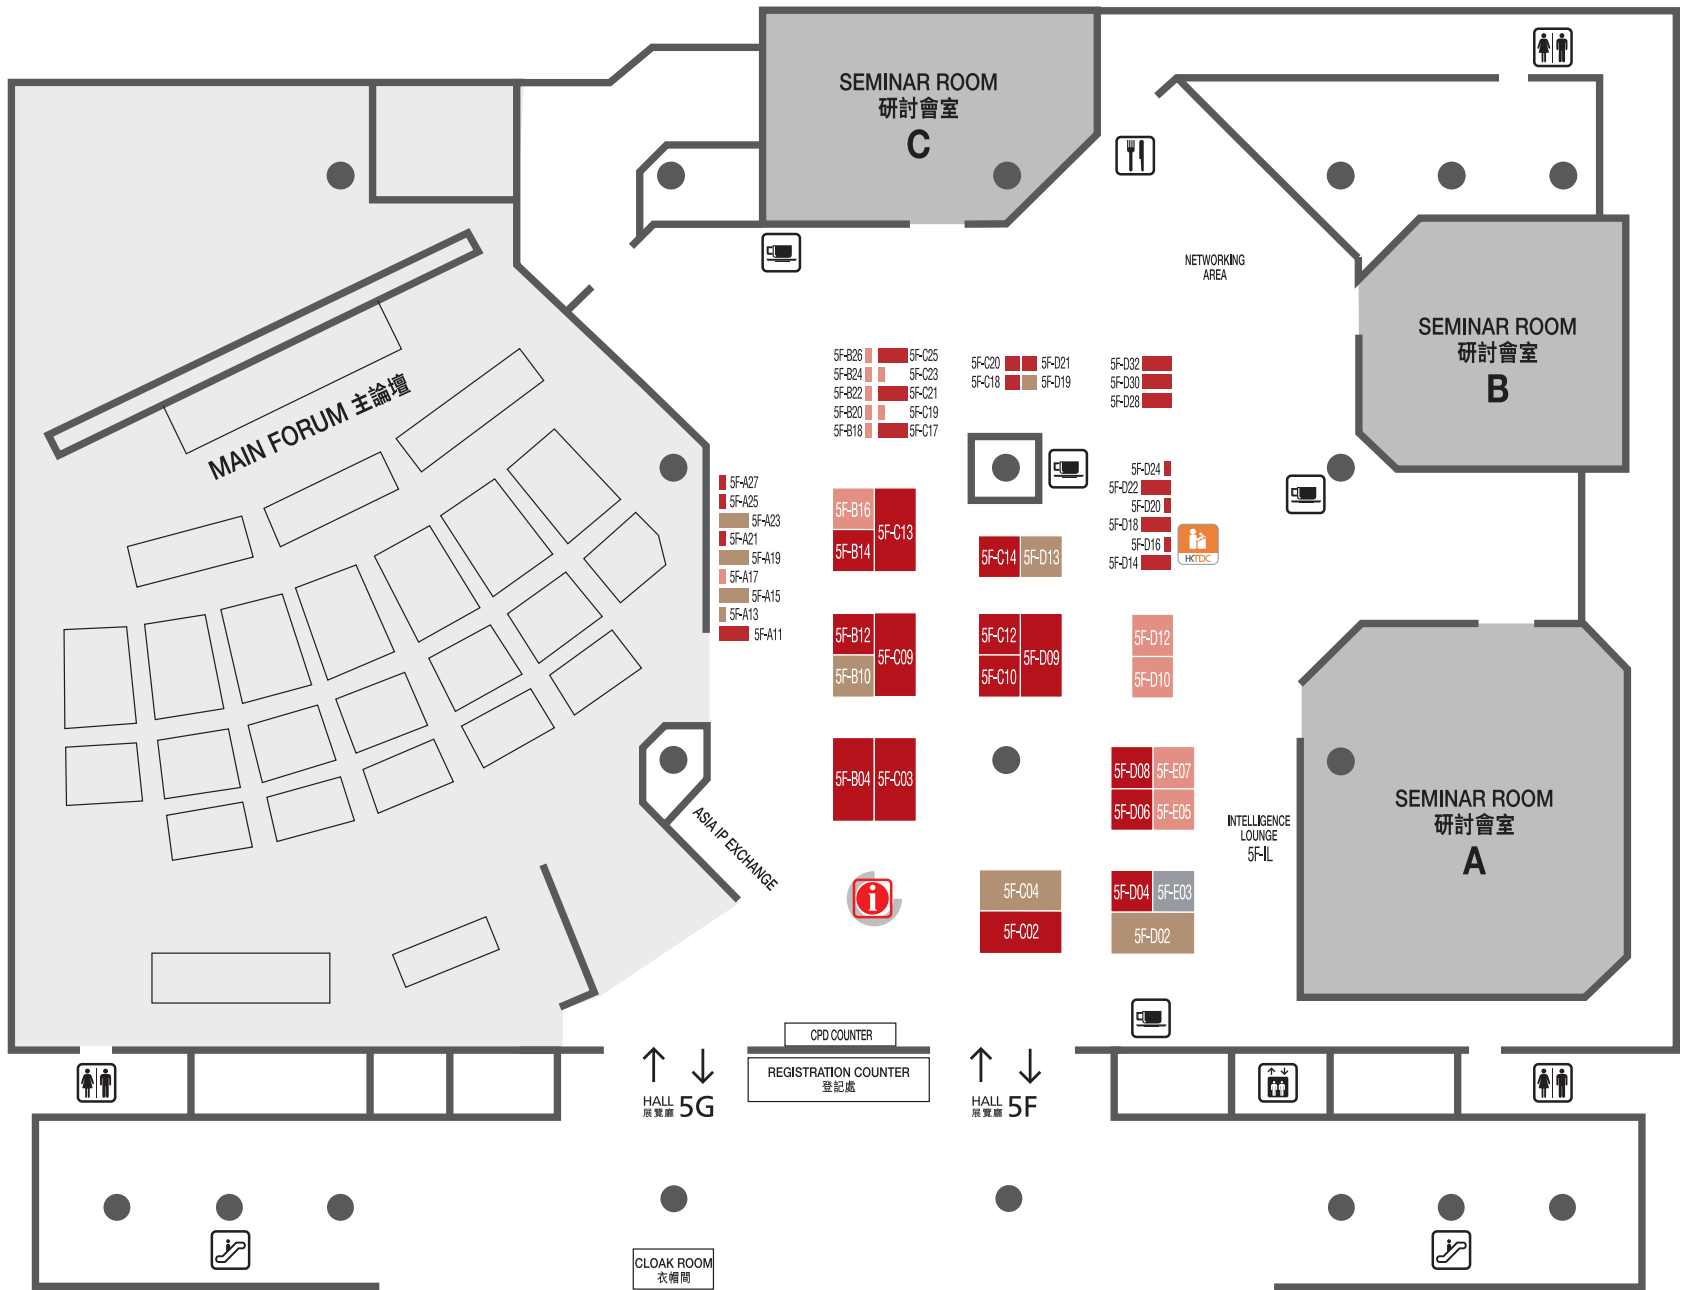 SEMINAR ROOM
研討會室
C
NETWORKING
AREA
SEMINAR ROOM
研討會室
B
MAIN FORUM 主論壇
5F-B26
5F-C25
5F-B24
5F-C23
5F-B22
5F-C21
5F-B20
5F-C19
5F-B18
5F-C17
5F-C20
5F-D21
5F-C18
5F-D19
5F-D32
5F-D30
5F-D28
5F-A27
5F-A25
5F-A23
5F-A21
5F-A19
5F-A17
5F-A15
5F-A13
5F-A11
5F-B16
5F-C13
5F-B14
5F-C14
5F-D13
5F-D24
5F-D22
5F-D20
5F-D18
5F-D16
5F-D14
HKTDC
5F-B12
5F-C09
5F-B10
5F-C12
5F-D09
5F-C10
5F-D12
5F-D10
5F-B04
5F-C03
5F-D08
5F-E07
5F-D06
5F-E05
ASIA IP EXCHANGE
INTELLIGENCE
LOUNGE
5F-IL
SEMINAR ROOM
研討會室
A
i
5F-C04
5F-C02
5F-D04
5F-E03
5F-D02
CPD COUNTER
REGISTRATION COUNTER
登記處
HALL
展覽廳 5G
HALL
展覽廳 5F
CLOAK ROOM
衣帽間